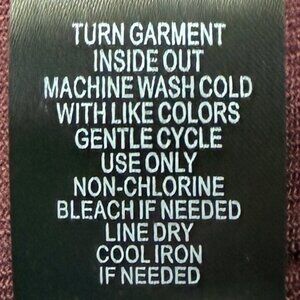 TURN GARMENT
INSIDE OUT
MACHINE WASH COLD
WITH LIKE COLORS
GENTLE CYCLE
USE ONLY
NON-CHLORINE
BLEACH IF NEEDED
LINE DRY
COOL IRON
IF NEEDED